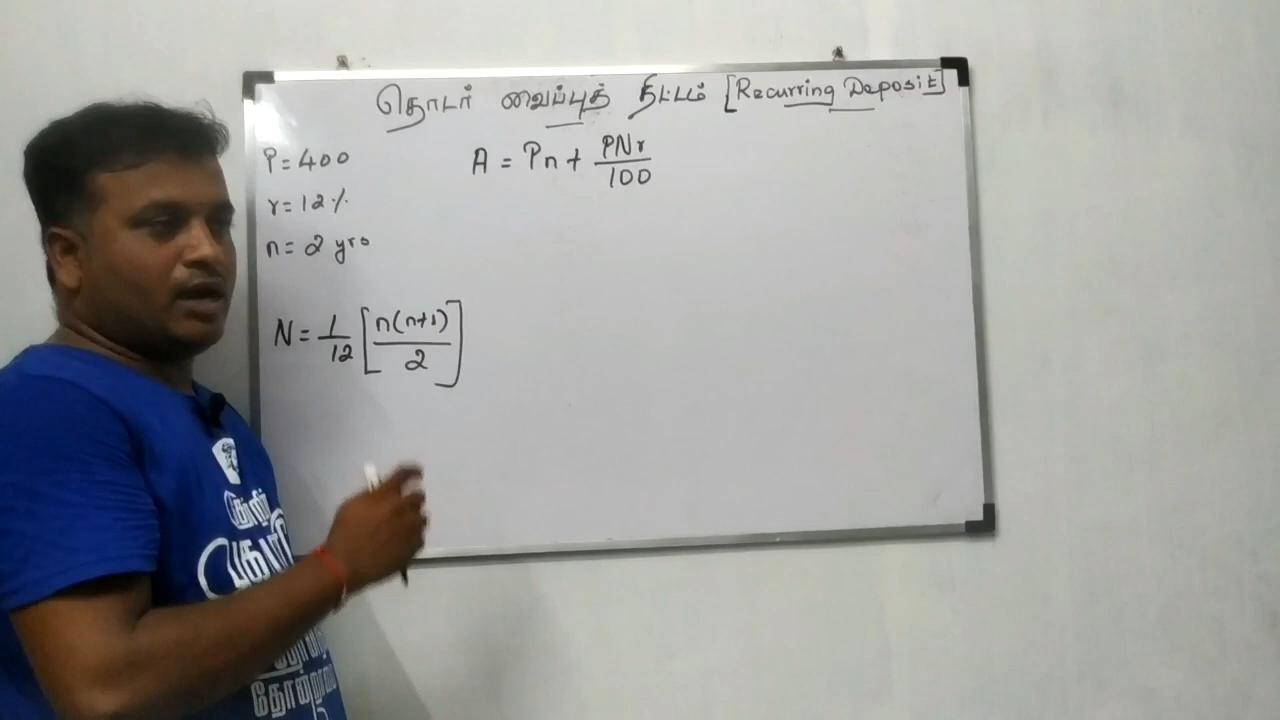 தொடர் வைப்புத் திட்டம் [Recurring Deposit]
P = 400
A = Pn + PNr/100
r = 12%
n = 2 yrs
N = 1/12 [n(n+1)/2]